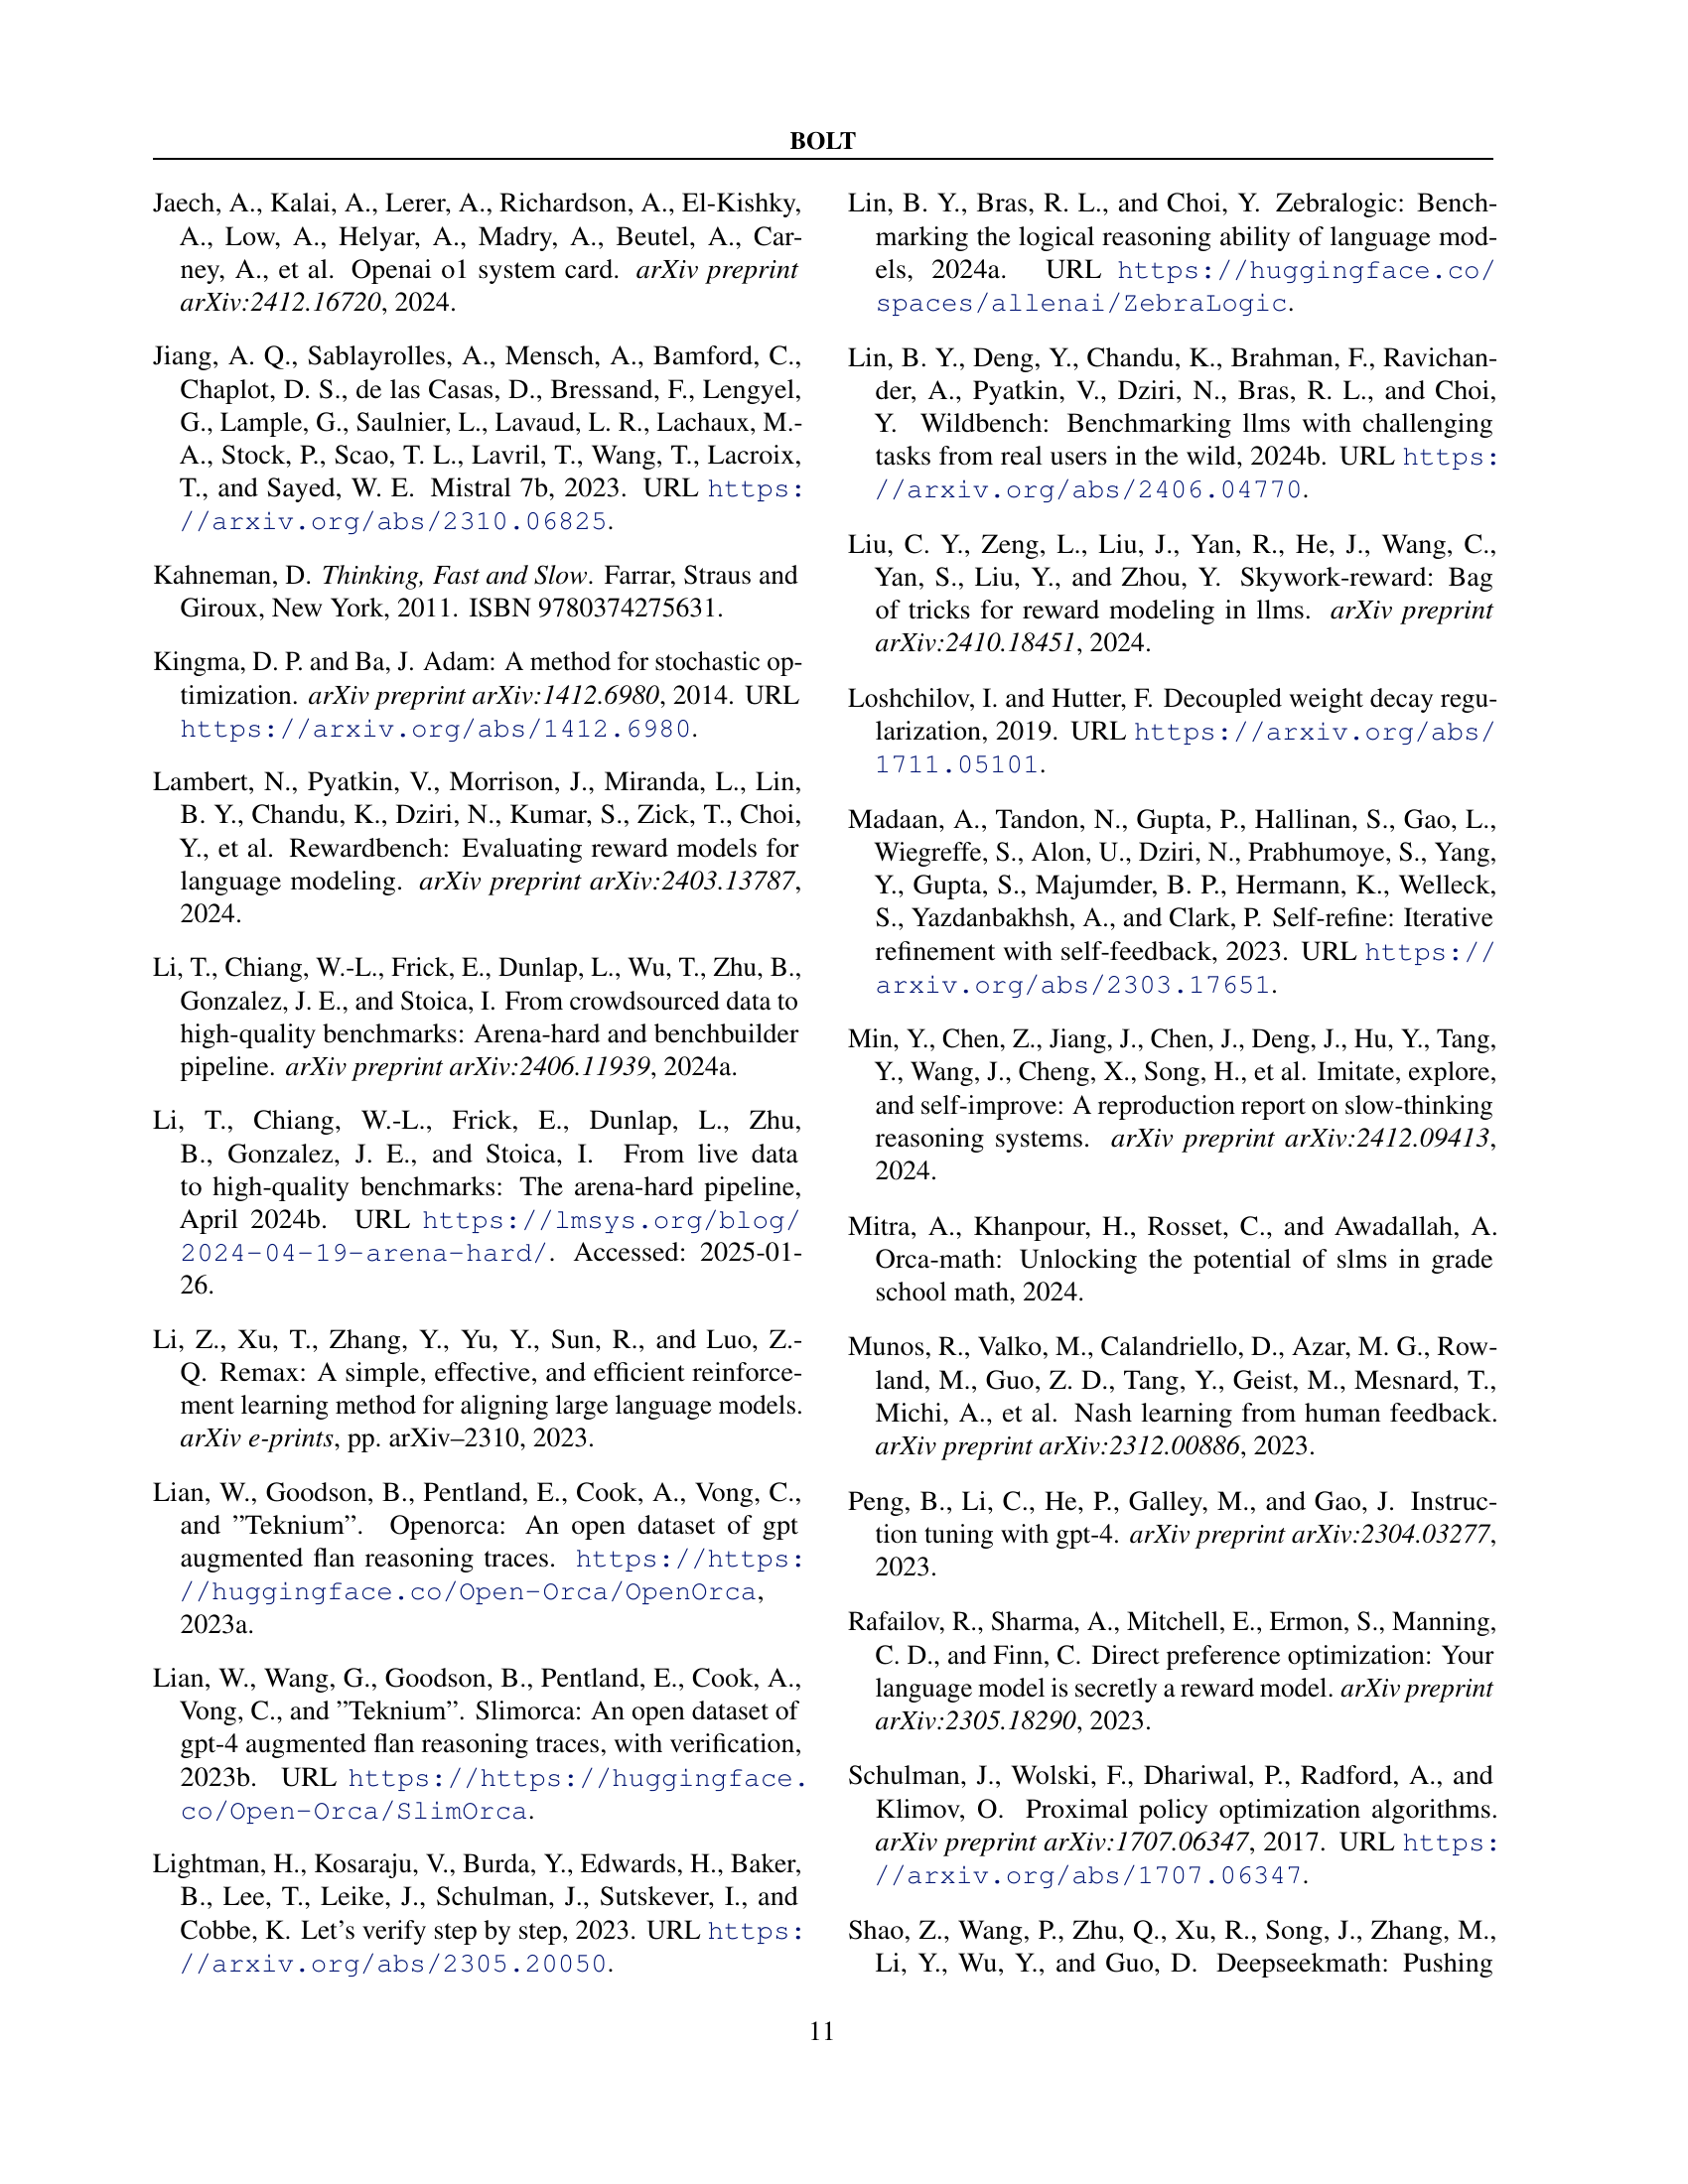 BOLT
Jaech, A., Kalai, A., Lerer, A., Richardson, A., El-Kishky,
A., Low, A., Helyar, A., Madry, A., Beutel, A., Car-
ney, A., et al. Openai o1 system card. arXiv preprint
arXiv:2412.16720, 2024.
Jiang, A. Q., Sablayrolles, A., Mensch, A., Bamford, C.,
Chaplot, D. S., de las Casas, D., Bressand, F., Lengyel,
G., Lample, G., Saulnier, L., Lavaud, L. R., Lachaux, M.-
A., Stock, P., Scao, T. L., Lavril, T., Wang, T., Lacroix,
T., and Sayed, W. E. Mistral 7b, 2023. URL https:
//arxiv.org/abs/2310.06825.
Kahneman, D. Thinking, Fast and Slow. Farrar, Straus and
Giroux, New York, 2011. ISBN 9780374275631.
Kingma, D. P. and Ba, J. Adam: A method for stochastic op-
timization. arXiv preprint arXiv:1412.6980, 2014. URL
https://arxiv.org/abs/1412.6980.
Lambert, N., Pyatkin, V., Morrison, J., Miranda, L., Lin,
B. Y., Chandu, K., Dziri, N., Kumar, S., Zick, T., Choi,
Y., et al. Rewardbench: Evaluating reward models for
language modeling. arXiv preprint arXiv:2403.13787,
2024.
Li, T., Chiang, W.-L., Frick, E., Dunlap, L., Wu, T., Zhu, B.,
Gonzalez, J. E., and Stoica, I. From crowdsourced data to
high-quality benchmarks: Arena-hard and benchbuilder
pipeline. arXiv preprint arXiv:2406.11939, 2024a.
Li, T., Chiang, W.-L., Frick, E., Dunlap, L., Zhu,
B., Gonzalez, J. E., and Stoica, I. From live data
to high-quality benchmarks: The arena-hard pipeline,
April 2024b. URL https://lmsys.org/blog/
2024-04-19-arena-hard/. Accessed: 2025-01-
26.
Li, Z., Xu, T., Zhang, Y., Yu, Y., Sun, R., and Luo, Z.-
Q. Remax: A simple, effective, and efficient reinforce-
ment learning method for aligning large language models.
arXiv e-prints, pp. arXiv–2310, 2023.
Lian, W., Goodson, B., Pentland, E., Cook, A., Vong, C.,
and ”Teknium”. Openorca: An open dataset of gpt
augmented flan reasoning traces. https://https:
//huggingface.co/Open-Orca/OpenOrca,
2023a.
Lian, W., Wang, G., Goodson, B., Pentland, E., Cook, A.,
Vong, C., and ”Teknium”. Slimorca: An open dataset of
gpt-4 augmented flan reasoning traces, with verification,
2023b. URL https://https://huggingface.
co/Open-Orca/SlimOrca.
Lightman, H., Kosaraju, V., Burda, Y., Edwards, H., Baker,
B., Lee, T., Leike, J., Schulman, J., Sutskever, I., and
Cobbe, K. Let’s verify step by step, 2023. URL https:
//arxiv.org/abs/2305.20050.
Lin, B. Y., Bras, R. L., and Choi, Y. Zebralogic: Bench-
marking the logical reasoning ability of language mod-
els, 2024a. URL https://huggingface.co/
spaces/allenai/ZebraLogic.
Lin, B. Y., Deng, Y., Chandu, K., Brahman, F., Ravichan-
der, A., Pyatkin, V., Dziri, N., Bras, R. L., and Choi,
Y. Wildbench: Benchmarking llms with challenging
tasks from real users in the wild, 2024b. URL https:
//arxiv.org/abs/2406.04770.
Liu, C. Y., Zeng, L., Liu, J., Yan, R., He, J., Wang, C.,
Yan, S., Liu, Y., and Zhou, Y. Skywork-reward: Bag
of tricks for reward modeling in llms. arXiv preprint
arXiv:2410.18451, 2024.
Loshchilov, I. and Hutter, F. Decoupled weight decay regu-
larization, 2019. URL https://arxiv.org/abs/
1711.05101.
Madaan, A., Tandon, N., Gupta, P., Hallinan, S., Gao, L.,
Wiegreffe, S., Alon, U., Dziri, N., Prabhumoye, S., Yang,
Y., Gupta, S., Majumder, B. P., Hermann, K., Welleck,
S., Yazdanbakhsh, A., and Clark, P. Self-refine: Iterative
refinement with self-feedback, 2023. URL https://
arxiv.org/abs/2303.17651.
Min, Y., Chen, Z., Jiang, J., Chen, J., Deng, J., Hu, Y., Tang,
Y., Wang, J., Cheng, X., Song, H., et al. Imitate, explore,
and self-improve: A reproduction report on slow-thinking
reasoning systems. arXiv preprint arXiv:2412.09413,
2024.
Mitra, A., Khanpour, H., Rosset, C., and Awadallah, A.
Orca-math: Unlocking the potential of slms in grade
school math, 2024.
Munos, R., Valko, M., Calandriello, D., Azar, M. G., Row-
land, M., Guo, Z. D., Tang, Y., Geist, M., Mesnard, T.,
Michi, A., et al. Nash learning from human feedback.
arXiv preprint arXiv:2312.00886, 2023.
Peng, B., Li, C., He, P., Galley, M., and Gao, J. Instruc-
tion tuning with gpt-4. arXiv preprint arXiv:2304.03277,
2023.
Rafailov, R., Sharma, A., Mitchell, E., Ermon, S., Manning,
C. D., and Finn, C. Direct preference optimization: Your
language model is secretly a reward model. arXiv preprint
arXiv:2305.18290, 2023.
Schulman, J., Wolski, F., Dhariwal, P., Radford, A., and
Klimov, O. Proximal policy optimization algorithms.
arXiv preprint arXiv:1707.06347, 2017. URL https:
//arxiv.org/abs/1707.06347.
Shao, Z., Wang, P., Zhu, Q., Xu, R., Song, J., Zhang, M.,
Li, Y., Wu, Y., and Guo, D. Deepseekmath: Pushing
11